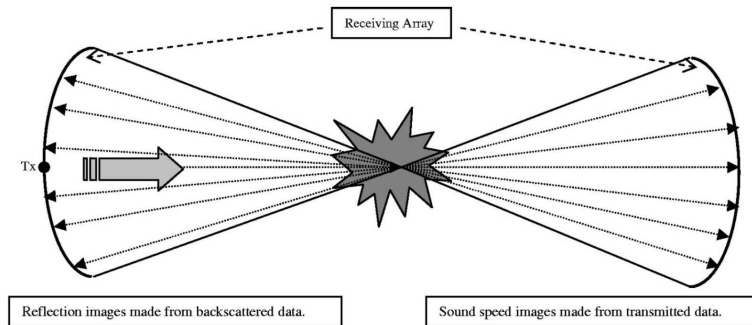 Receiving Array
Tx
Reflection images made from backscattered data.
Sound speed images made from transmitted data.